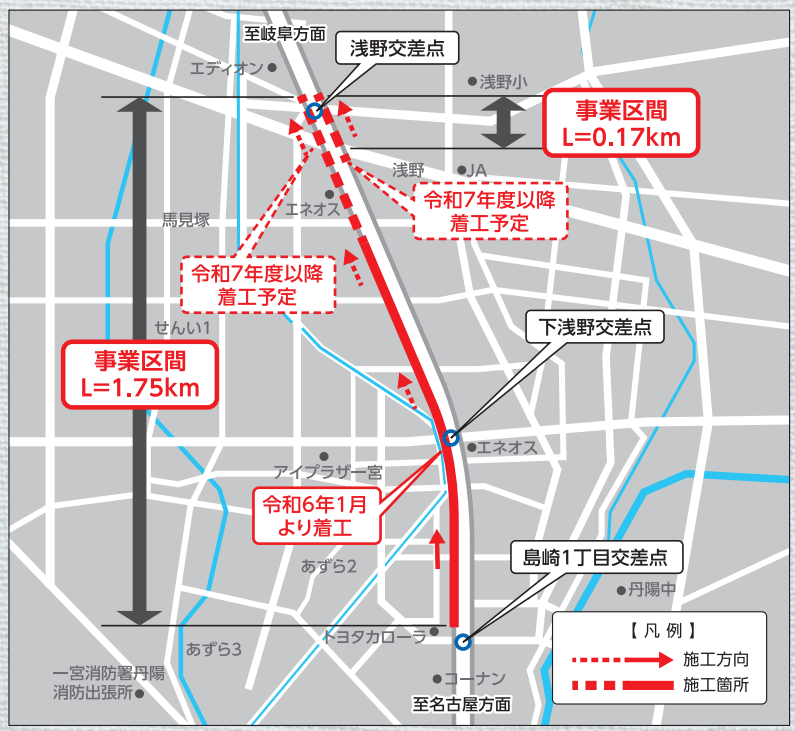 至岐阜方面
浅野交差点
エディオン
浅野小
事業区間
L=0.17km
浅野
JA
令和7年度以降
着工予定
エネオス
馬見塚
令和7年度以降
着工予定
せんい1
下浅野交差点
事業区間
L=1.75km
エネオス
アイプラザ一宮
令和6年1月
より着工
島崎1丁目交差点
あずら2
丹陽中
トヨタカローラ
あずら3
【凡例】
施工方向
施工箇所
一宮消防署丹陽
消防出張所
コーナン
至名古屋方面